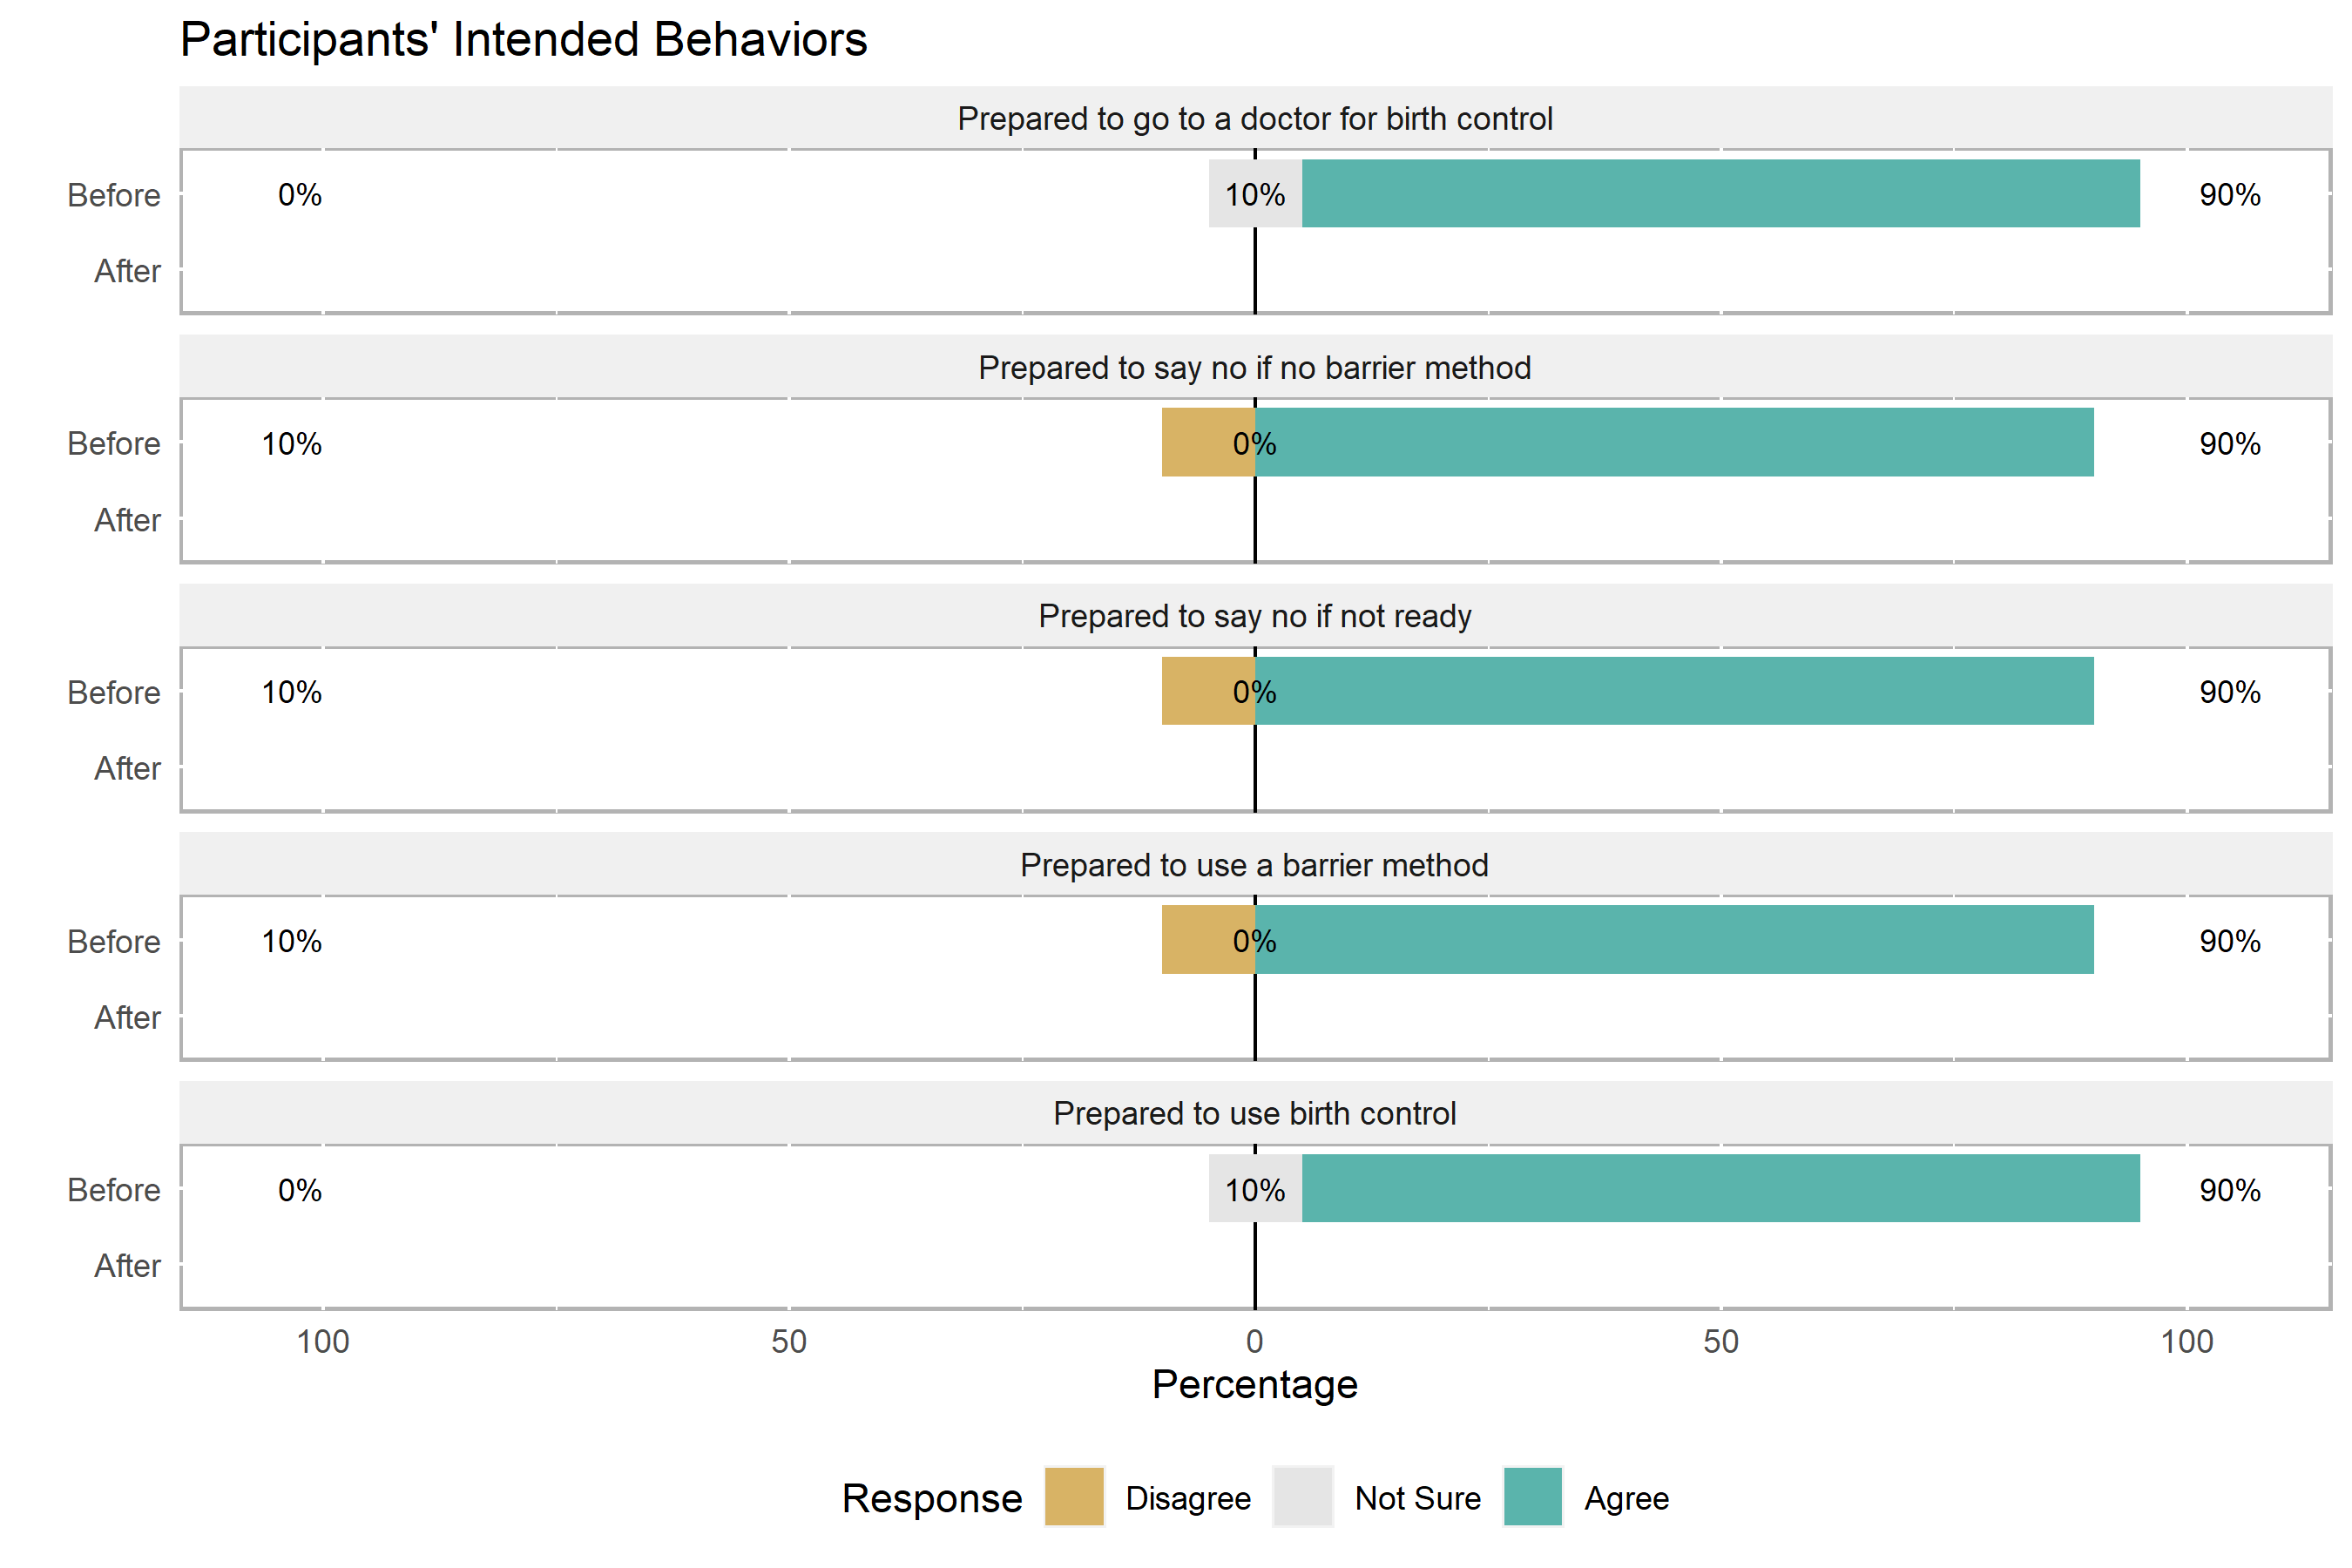 Participants' Intended Behaviors
Prepared to go to a doctor for birth control
Before 0% 10% 90%
After
Prepared to say no if no barrier method
Before 10% 0% 90%
After
Prepared to say no if not ready
Before 10% 0% 90%
After
Prepared to use a barrier method
Before 10% 0% 90%
After
Prepared to use birth control
Before 0% 10% 90%
After
100 50 0 50 100
Percentage
Response Disagree Not Sure Agree